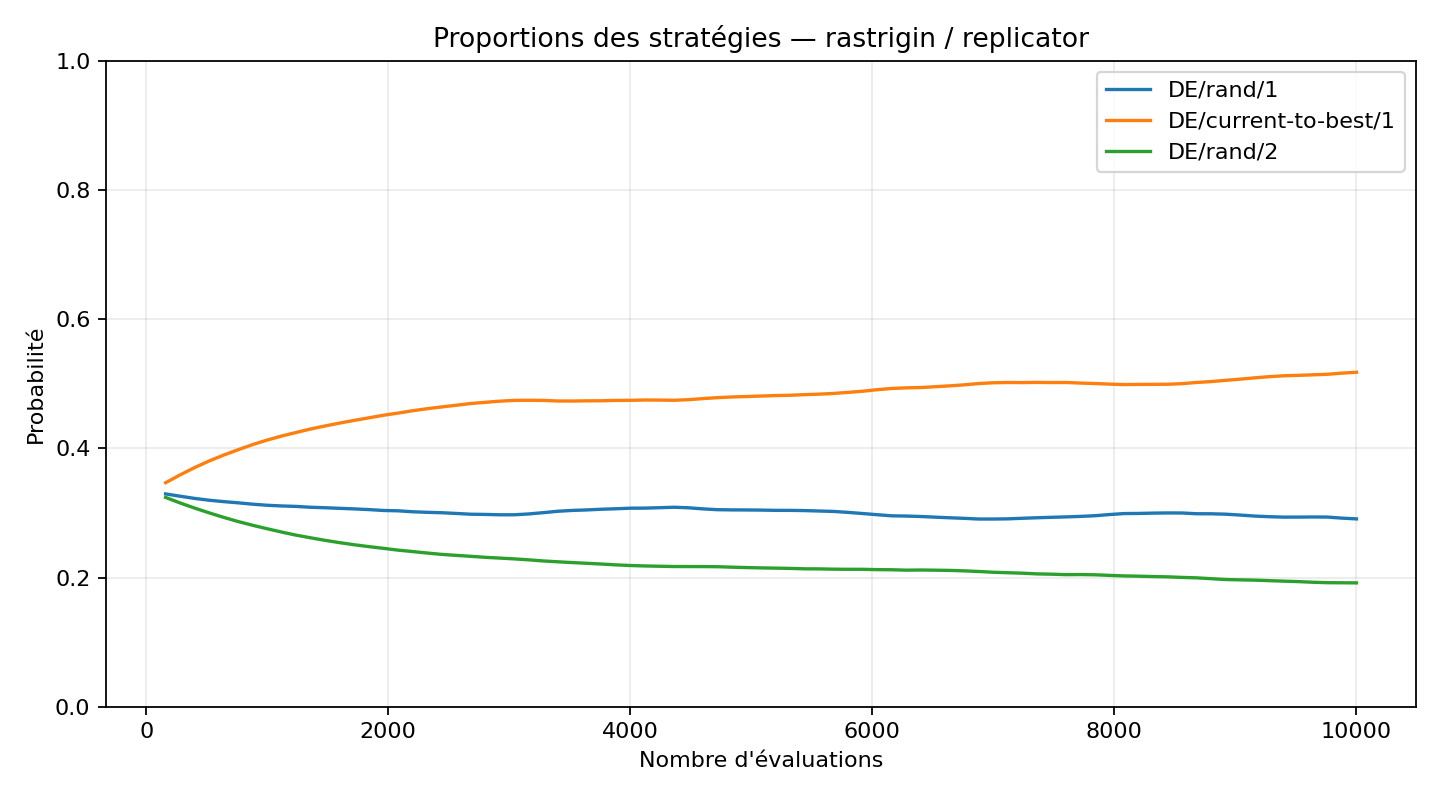 Proportions des stratégies — rastrigin / replicator
1.0
0.8
0.6
0.4
0.2
0.0
Probabilité
DE/rand/1
DE/current-to-best/1
DE/rand/2
0 2000 4000 6000 8000 10000
Nombre d'évaluations